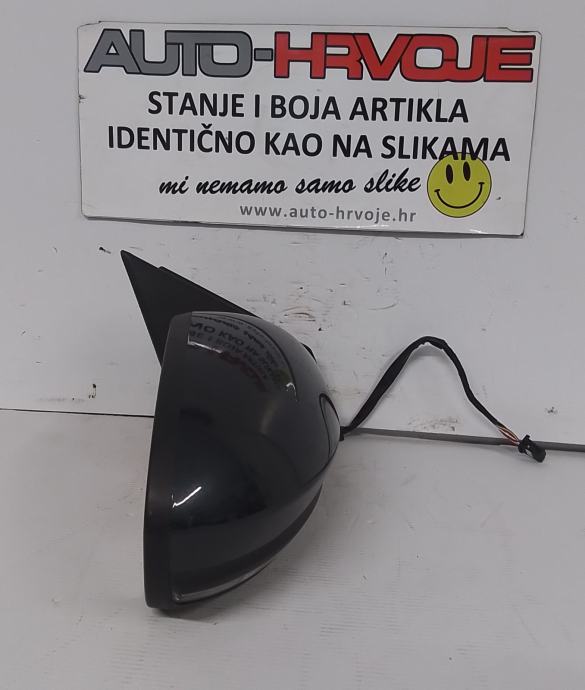 AUTO-HRVOJE
STANJE I BOJA ARTIKLA
IDENTIČNO KAO NA SLIKAMA
mi nemamo samo slike
www.auto-hrvoje.hr